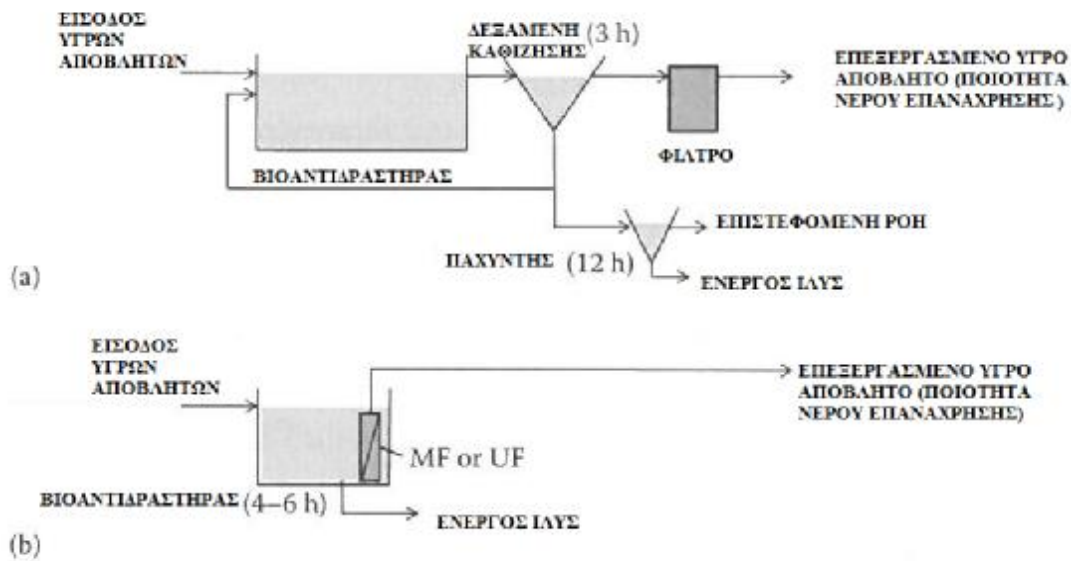 (a)
ΕΙΣΟΔΟΣ
ΥΓΡΩΝ
ΑΠΟΒΛΗΤΩΝ
ΔΕΞΑΜΕΝΗ (3 h)
ΚΑΘΙΖΗΣΗΣ
ΕΠΕΞΕΡΓΑΣΜΕΝΟ ΥΓΡΟ
ΑΠΟΒΛΗΤΟ (ΠΟΙΟΤΗΤΑ
ΝΕΡΟΥ ΕΠΑΝΑΧΡΗΣΗΣ )
ΦΙΛΤΡΟ
ΒΙΟΑΝΤΙΔΡΑΣΤΗΡΑΣ
ΕΠΙΣΤΕΦΟΜΕΝΗ ΡΟΗ
ΠΑΧΥΝΤΗΣ (12 h)
ΕΝΕΡΓΟΣ ΙΛΥΣ
(b)
ΕΙΣΟΔΟΣ
ΥΓΡΩΝ
ΑΠΟΒΛΗΤΩΝ
ΕΠΕΞΕΡΓΑΣΜΕΝΟ ΥΓΡΟ
ΑΠΟΒΛΗΤΟ (ΠΟΙΟΤΗΤΑ
ΝΕΡΟΥ ΕΠΑΝΑΧΡΗΣΗΣ)
MF or UF
ΒΙΟΑΝΤΙΔΡΑΣΤΗΡΑΣ (4–6 h)
ΕΝΕΡΓΟΣ ΙΛΥΣ